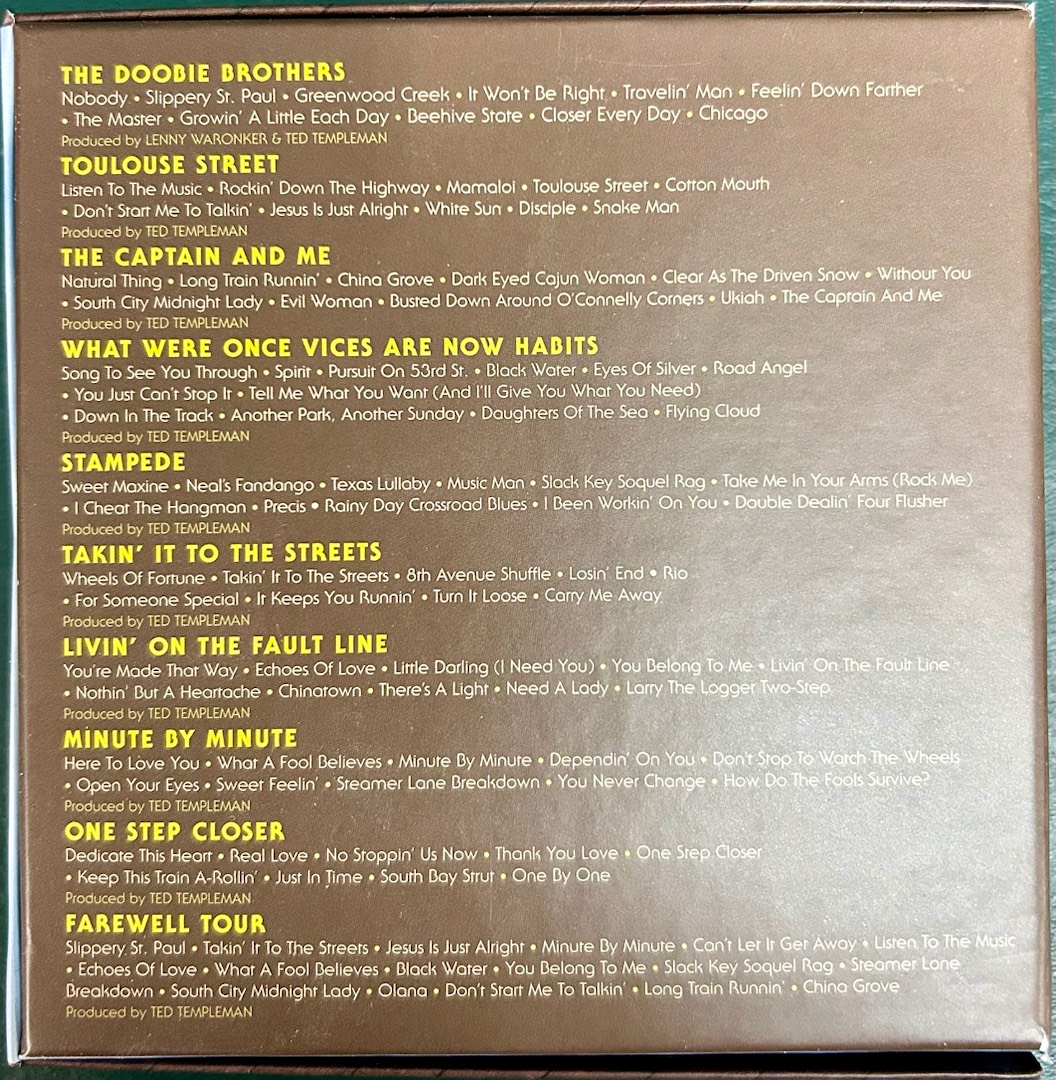 THE DOOBIE BROTHERS
Nobody • Slippery St. Paul • Greenwood Creek • It Won't Be Right • Travelin' Man • Feelin' Down Farther
• The Master • Growin' A Little Each Day • Beehive State • Closer Every Day • Chicago
Produced by LENNY WARONKER & TED TEMPLEMAN
TOULOUSE STREET
Listen To The Music • Rockin' Down The Highway • Mamaloi • Toulouse Street • Cotton Mouth
• Don't Start Me To Talkin' • Jesus Is Just Alright • White Sun • Disciple • Snake Man
Produced by TED TEMPLEMAN
THE CAPTAIN AND ME
Natural Thing • Long Train Runnin' • China Grove • Dark Eyed Cajun Woman • Clear As The Driven Snow • Without You
• South City Midnight Lady • Evil Woman • Busted Down Around O'Connelly Corners • Ukiah • The Captain And Me
Produced by TED TEMPLEMAN
WHAT WERE ONCE VICES ARE NOW HABITS
Song To See You Through • Spirit • Pursuit On 53rd St. • Black Water • Eyes Of Silver • Road Angel
• You Just Can't Stop It • Tell Me What You Want (And I'll Give You What You Need)
• Down In The Track • Another Park, Another Sunday • Daughters Of The Sea • Flying Cloud
Produced by TED TEMPLEMAN
STAMPEDE
Sweet Maxine • Neal's Fandango • Texas Lullaby • Music Man • Slack Key Soquel Rag • Take Me In Your Arms (Rock Me)
• I Cheat The Hangman • Precis • Rainy Day Crossroad Blues • I Been Workin' On You • Double Dealin' Four Flusher
Produced by TED TEMPLEMAN
TAKIN' IT TO THE STREETS
Wheels Of Fortune • Takin' It To The Streets • 8th Avenue Shuffle • Losin' End • Rio
• For Someone Special • It Keeps You Runnin' • Turn It Loose • Carry Me Away
Produced by TED TEMPLEMAN
LIVIN' ON THE FAULT LINE
You're Made That Way • Echoes Of Love • Little Darling (I Need You) • You Belong To Me • Livin' On The Fault Line
• Nothin' But A Heartache • Chinatown • There's A Light • Need A Lady • Larry The Logger Two-Step
Produced by TED TEMPLEMAN
MINUTE BY MINUTE
Here To Love You • What A Fool Believes • Minute By Minute • Dependin' On You • Don't Stop To Watch The Wheels
• Open Your Eyes • Sweet Feelin' • Steamer Lane Breakdown • You Never Change • How Do The Fools Survive?
Produced by TED TEMPLEMAN
ONE STEP CLOSER
Dedicate This Heart • Real Love • No Stoppin' Us Now • Thank You Love • One Step Closer
• Keep This Train A-Rollin' • Just In Time • South Bay Strut • One By One
Produced by TED TEMPLEMAN
FAREWELL TOUR
Slippery St. Paul • Takin' It To The Streets • Jesus Is Just Alright • Minute By Minute • Can't Let It Get Away • Listen To The Music
• Echoes Of Love • What A Fool Believes • Black Water • You Belong To Me • Slack Key Soquel Rag • Steamer Lane
Breakdown • South City Midnight Lady • Olana • Don't Start Me To Talkin' • Long Train Runnin' • China Grove
Produced by TED TEMPLEMAN